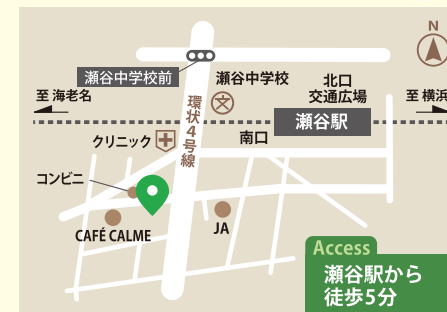 N
瀬谷中学校前
瀬谷中学校
北口
交通広場
至 海老名
至 横浜
瀬谷駅
環状4号線
クリニック
南口
コンビニ
CAFÉ CALME
JA
Access
瀬谷駅から
徒歩5分